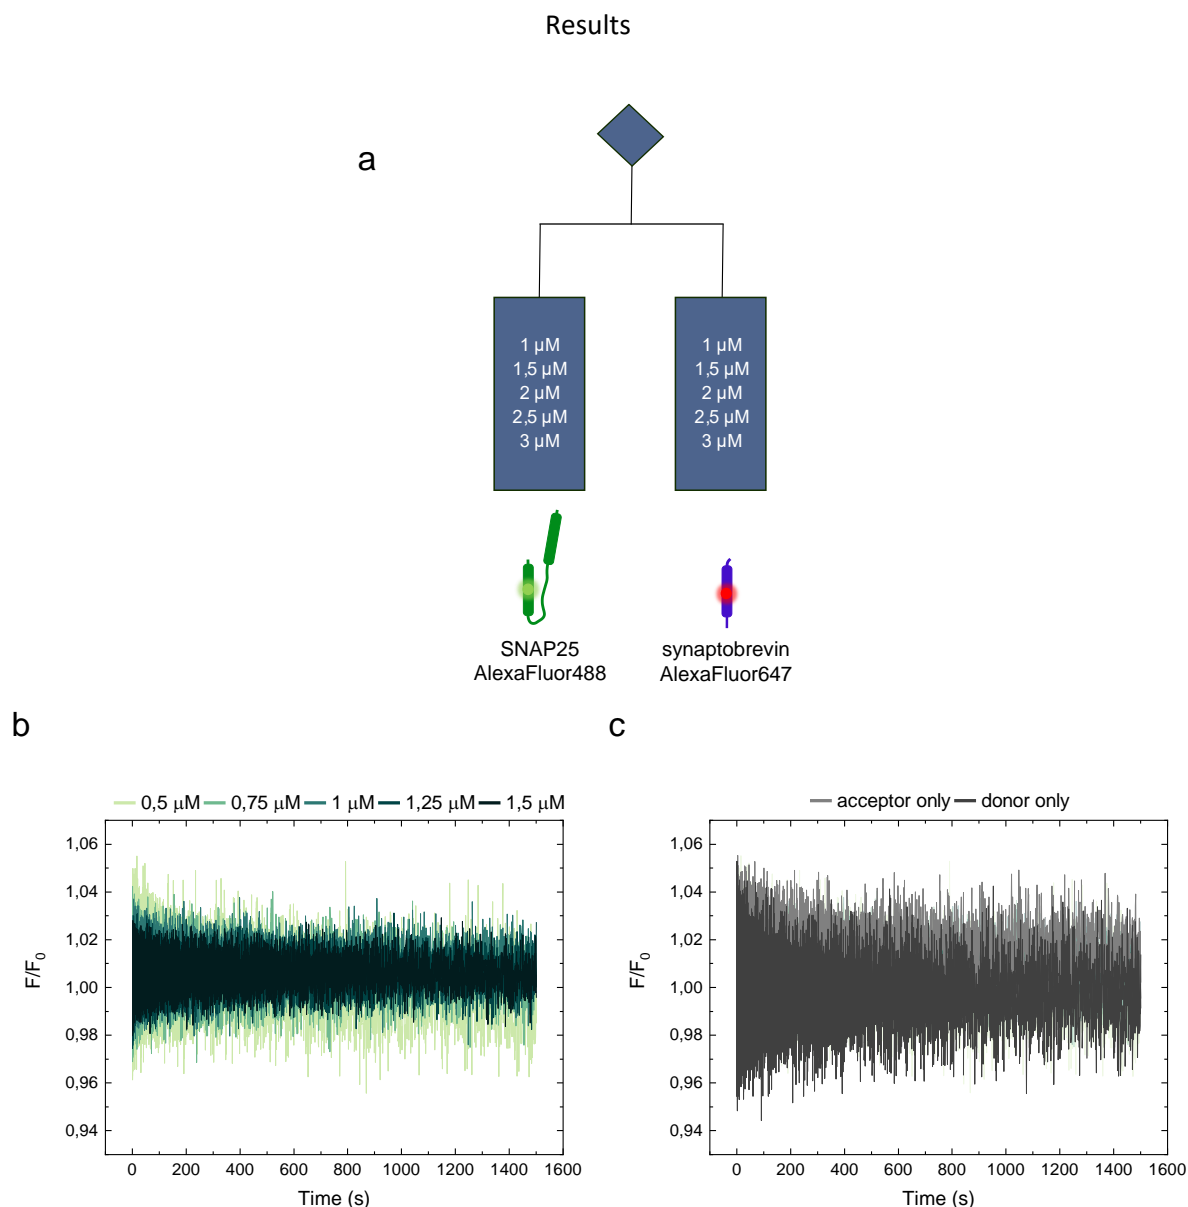 Results
a
1 µM
1,5 µM
2 µM
2,5 µM
3 µM
1 µM
1,5 µM
2 µM
2,5 µM
3 µM
SNAP25
AlexaFluor488
synaptobrevin
AlexaFluor647
b
0,5 µM 0,75 µM 1 µM 1,25 µM 1,5 µM
1,06
1,04
1,02
1,00
0,98
0,96
0,94
F/F0
0 200 400 600 800 1000 1200 1400 1600
Time (s)
c
acceptor only donor only
1,06
1,04
1,02
1,00
0,98
0,96
0,94
F/F0
0 200 400 600 800 1000 1200 1400 1600
Time (s)